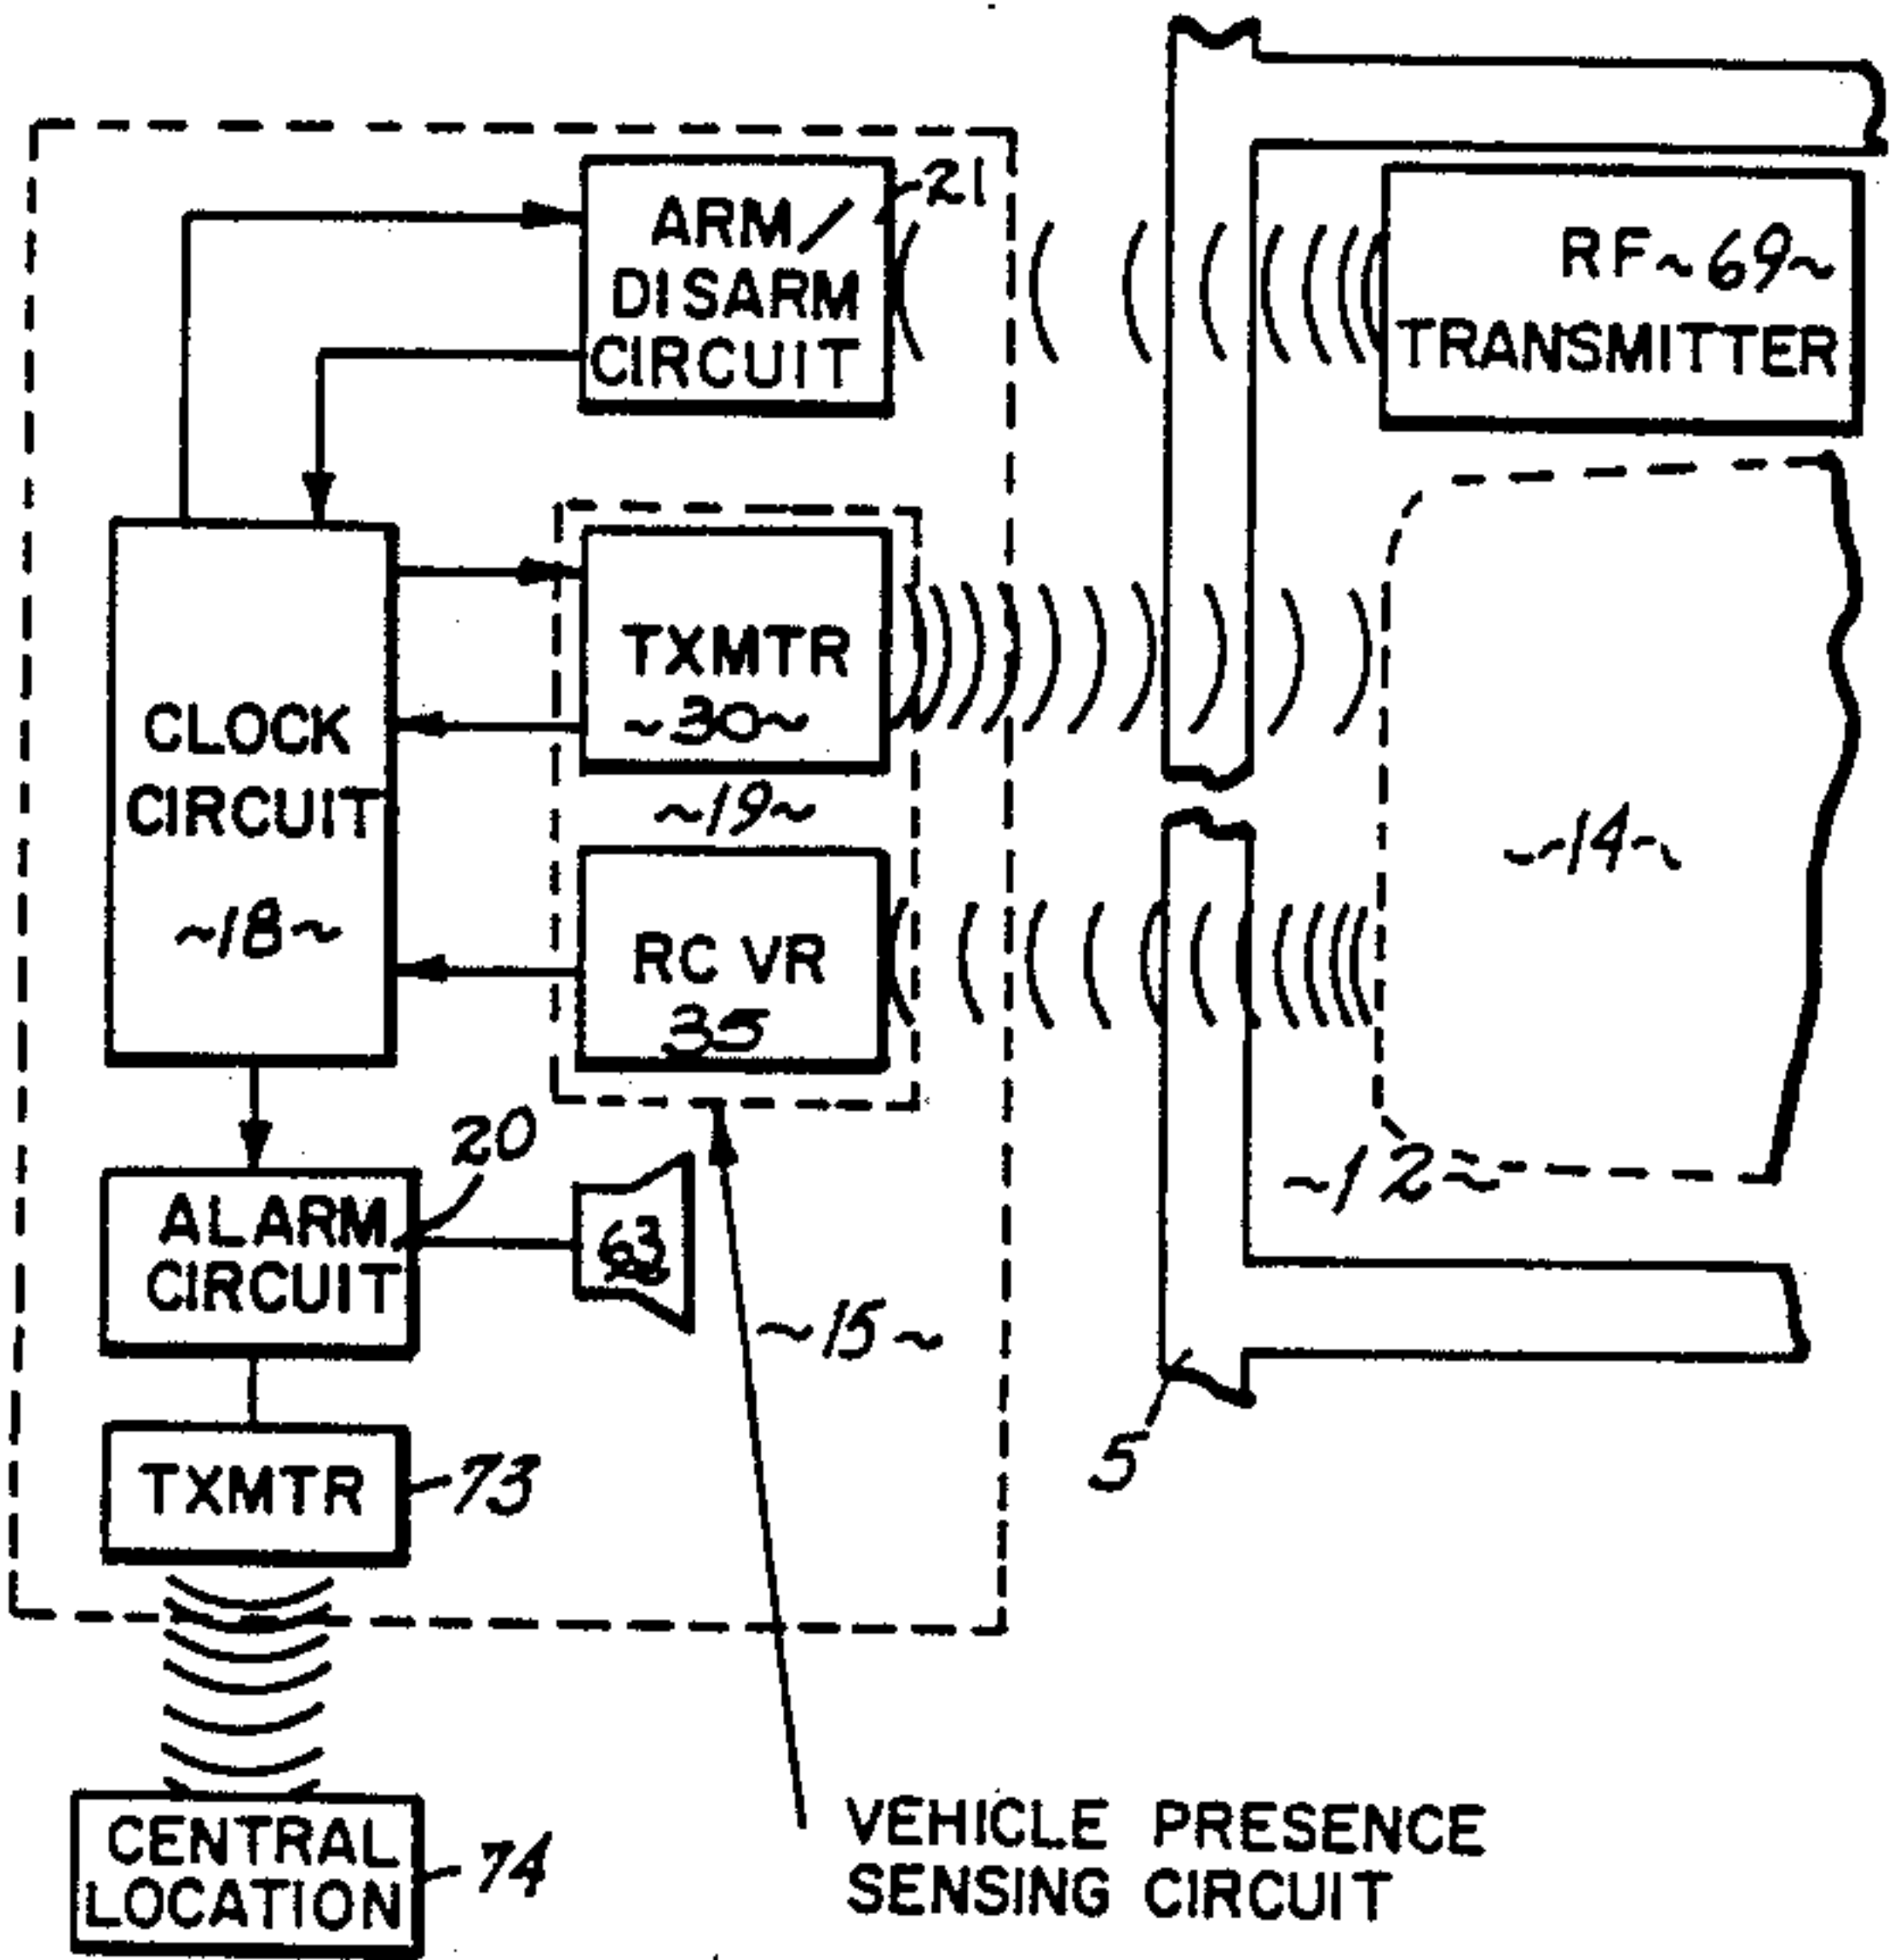 ARM/
DISARM
CIRCUIT
21
RF ~69~
TRANSMITTER
CLOCK
CIRCUIT
~18~
TXMTR
~30~
~19~
RC VR
35
~14~
~12~
20
ALARM
CIRCUIT
63
~15~
5
TXMTR
73
CENTRAL
LOCATION
74
VEHICLE PRESENCE
SENSING CIRCUIT